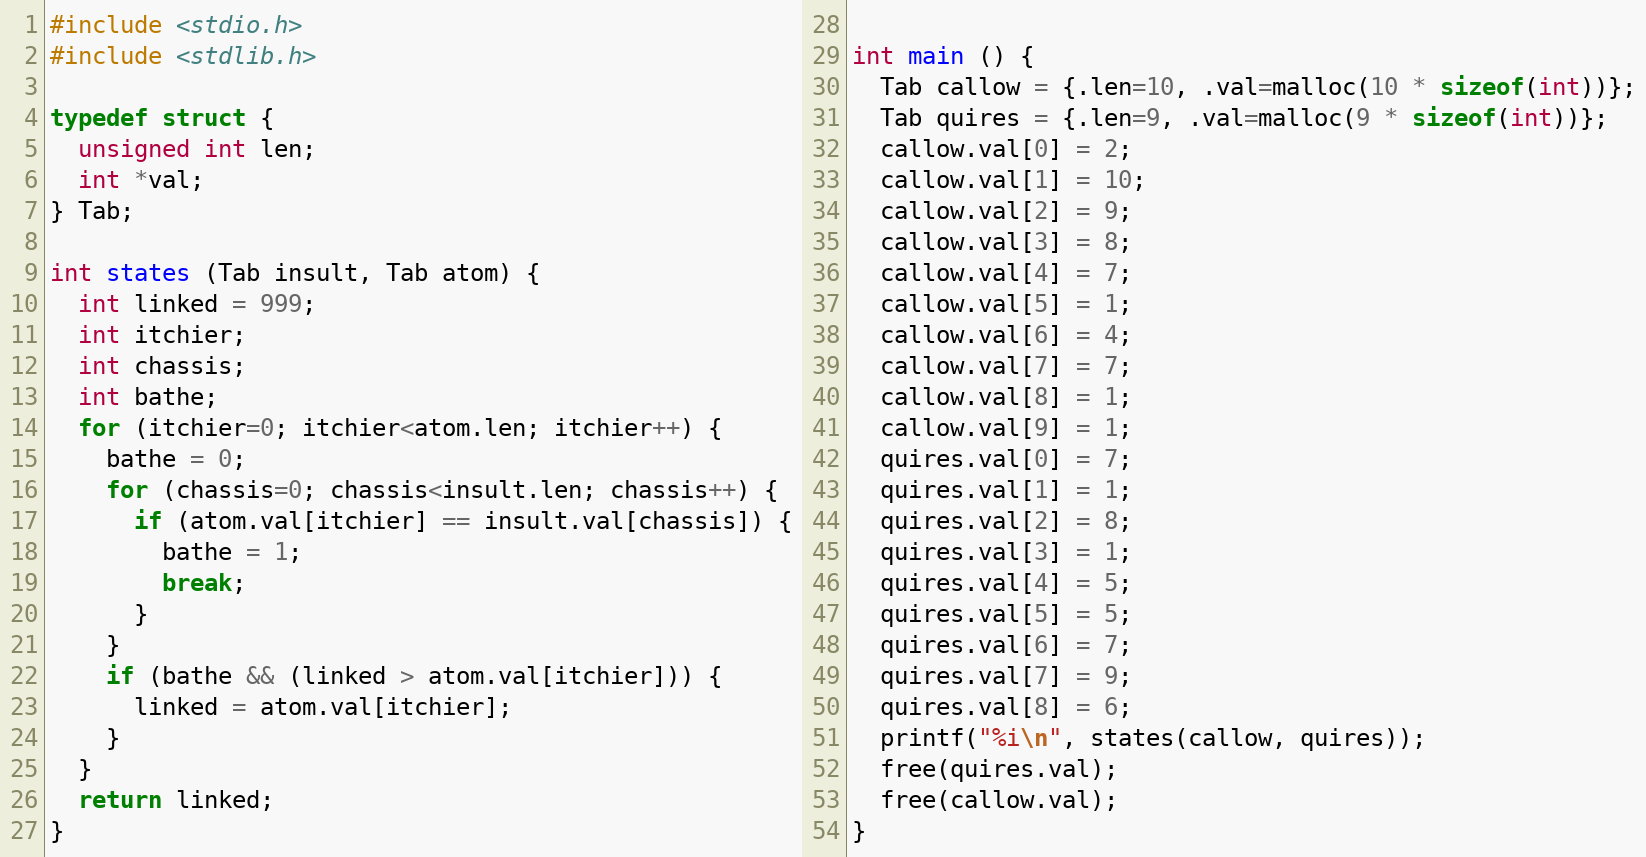 1 #include <stdio.h>
2 #include <stdlib.h>
3
4 typedef struct {
5   unsigned int len;
6   int *val;
7 } Tab;
8
9 int states (Tab insult, Tab atom) {
10   int linked = 999;
11   int itchier;
12   int chassis;
13   int bathe;
14   for (itchier=0; itchier<atom.len; itchier++) {
15     bathe = 0;
16     for (chassis=0; chassis<insult.len; chassis++) {
17       if (atom.val[itchier] == insult.val[chassis]) {
18         bathe = 1;
19         break;
20       }
21     }
22     if (bathe && (linked > atom.val[itchier])) {
23       linked = atom.val[itchier];
24     }
25   }
26   return linked;
27 }
28
29 int main () {
30   Tab callow = {.len=10, .val=malloc(10 * sizeof(int))};
31   Tab quires = {.len=9, .val=malloc(9 * sizeof(int))};
32   callow.val[0] = 2;
33   callow.val[1] = 10;
34   callow.val[2] = 9;
35   callow.val[3] = 8;
36   callow.val[4] = 7;
37   callow.val[5] = 1;
38   callow.val[6] = 4;
39   callow.val[7] = 7;
40   callow.val[8] = 1;
41   callow.val[9] = 1;
42   quires.val[0] = 7;
43   quires.val[1] = 1;
44   quires.val[2] = 8;
45   quires.val[3] = 1;
46   quires.val[4] = 5;
47   quires.val[5] = 5;
48   quires.val[6] = 7;
49   quires.val[7] = 9;
50   quires.val[8] = 6;
51   printf("%i\n", states(callow, quires));
52   free(quires.val);
53   free(callow.val);
54 }